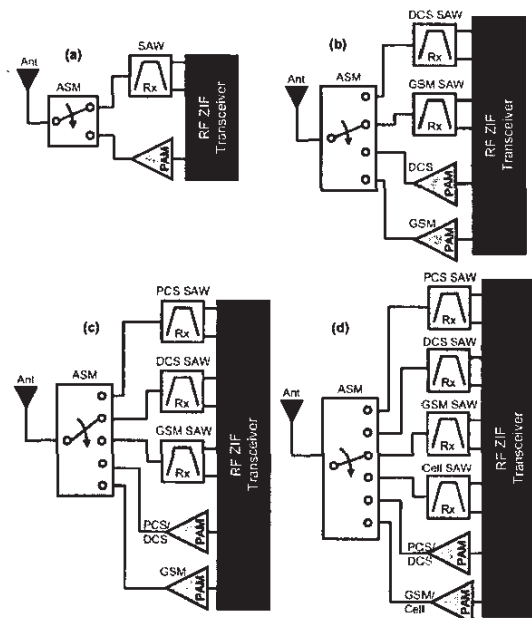 (a)
Ant
ASM
SAW
Rx
PAM
RF ZIF
Transceiver
(b)
Ant
ASM
DCS SAW
Rx
GSM SAW
Rx
DCS
PAM
GSM
PAM
RF ZIF
Transceiver
(c)
Ant
ASM
PCS SAW
Rx
DCS SAW
Rx
GSM SAW
Rx
PCS/
DCS
PAM
GSM
PAM
RF ZIF
Transceiver
(d)
Ant
ASM
PCS SAW
Rx
DCS SAW
Rx
GSM SAW
Rx
Cell SAW
Rx
PCS/
DCS
PAM
GSM/
Cell
PAM
RF ZIF
Transceiver